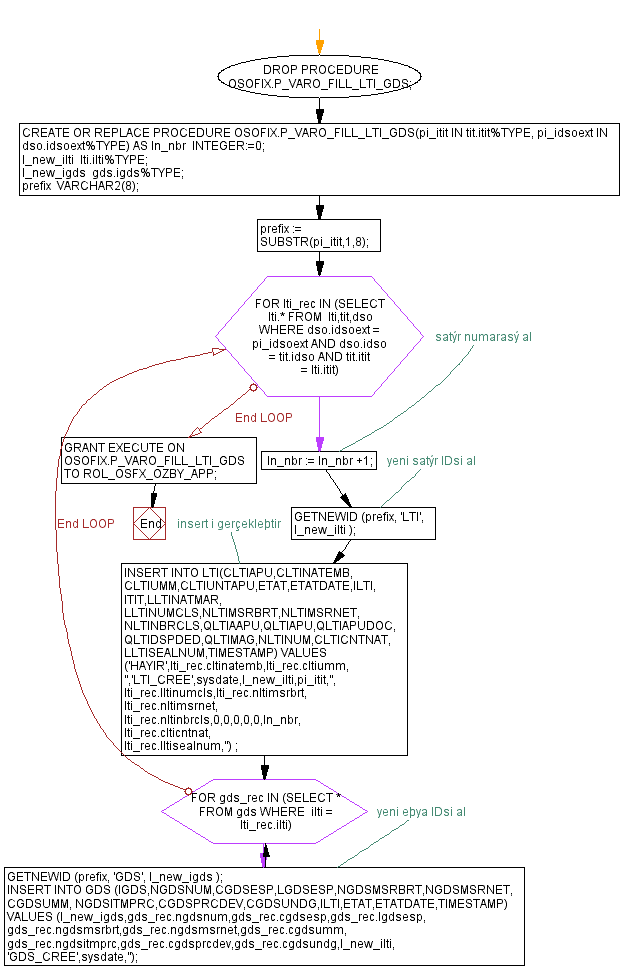 DROP PROCEDURE
OSOFIX.P_VARO_FILL_LTI_GDS;
CREATE OR REPLACE PROCEDURE OSOFIX.P_VARO_FILL_LTI_GDS(pi_itit IN tit.itit%TYPE, pi_idsoext IN
dso.idsoext%TYPE) AS ln_nbr INTEGER:=0;
l_new_ilti lti.ilti%TYPE;
l_new_igds gds.igds%TYPE;
prefix VARCHAR2(8);
prefix :=
SUBSTR(pi_itit,1,8);
FOR lti_rec IN (SELECT
lti.* FROM lti,tit,dso
WHERE dso.idsoext =
pi_idsoext AND dso.idso
= tit.idso AND tit.itit
= lti.itit)
satýr numarasý al
End LOOP
GRANT EXECUTE ON
OSOFIX.P_VARO_FILL_LTI_GDS
TO ROL_OSFX_OZBY_APP;
ln_nbr := ln_nbr +1;
yeni satýr IDsi al
End LOOP
End
insert i gerçekleþtir
GETNEWID (prefix, 'LTI',
l_new_ilti );
INSERT INTO LTI(CLTIAPU,CLTINATEMB,
CLTIUMM,CLTIUNTAPU,ETAT,ETATDATE,ILTI,
ITIT,LLTINATMAR,
LLTINUMCLS,NLTIMSRBRT,NLTIMSRNET,
NLTINBRCLS,QLTIAAPU,QLTIAPU,QLTIAPUDOC,
QLTIDSPDED,QLTIMAG,NLTINUM,CLTICNTNAT,
LLTISEALNUM,TIMESTAMP) VALUES
('HAYIR',lti_rec.cltinatemb,lti_rec.cltiumm,
'','LTI_CREE',sysdate,l_new_ilti,pi_itit,'',
lti_rec.lltinumcls,lti_rec.nltimsrbrt,
lti_rec.nltimsrnet,
lti_rec.nltinbrcls,0,0,0,0,0,ln_nbr,
lti_rec.clticntnat,
lti_rec.lltisealnum,'') ;
FOR gds_rec IN (SELECT *
FROM gds WHERE ilti =
lti_rec.ilti)
yeni eþya IDsi al
GETNEWID (prefix, 'GDS', l_new_igds );
INSERT INTO GDS (IGDS,NGDSNUM,CGDSESP,LGDSESP,NGDSMSRBRT,NGDSMSRNET,
CGDSUMM, NGDSITMPRC,CGDSPRCDEV,CGDSUNDG,ILTI,ETAT,ETATDATE,TIMESTAMP)
VALUES (l_new_igds,gds_rec.ngdsnum,gds_rec.cgdsesp,gds_rec.lgdsesp,
gds_rec.ngdsmsrbrt,gds_rec.ngdsmsrnet,gds_rec.cgdsumm,
gds_rec.ngdsitmprc,gds_rec.cgdsprcdev,gds_rec.cgdsundg,l_new_ilti,
'GDS_CREE',sysdate,'');